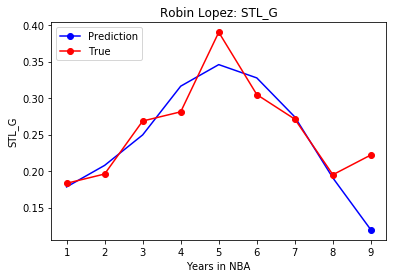 Robin Lopez: STL_G
Prediction
True
STL_G
0.40
0.35
0.30
0.25
0.20
0.15
1 2 3 4 5 6 7 8 9
Years in NBA